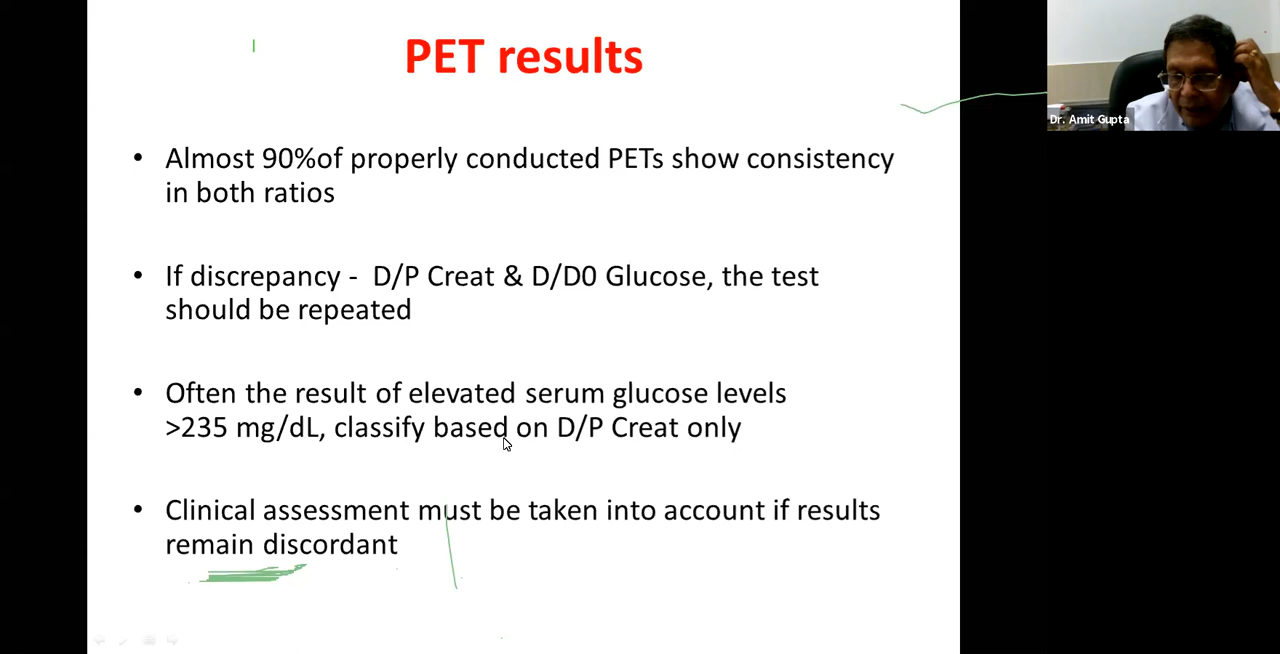 PET results
• Almost 90%of properly conducted PETs show consistency
in both ratios
• If discrepancy - D/P Creat & D/D0 Glucose, the test
should be repeated
• Often the result of elevated serum glucose levels
>235 mg/dL, classify based on D/P Creat only
• Clinical assessment must be taken into account if results
remain discordant
Dr. Amit Gupta